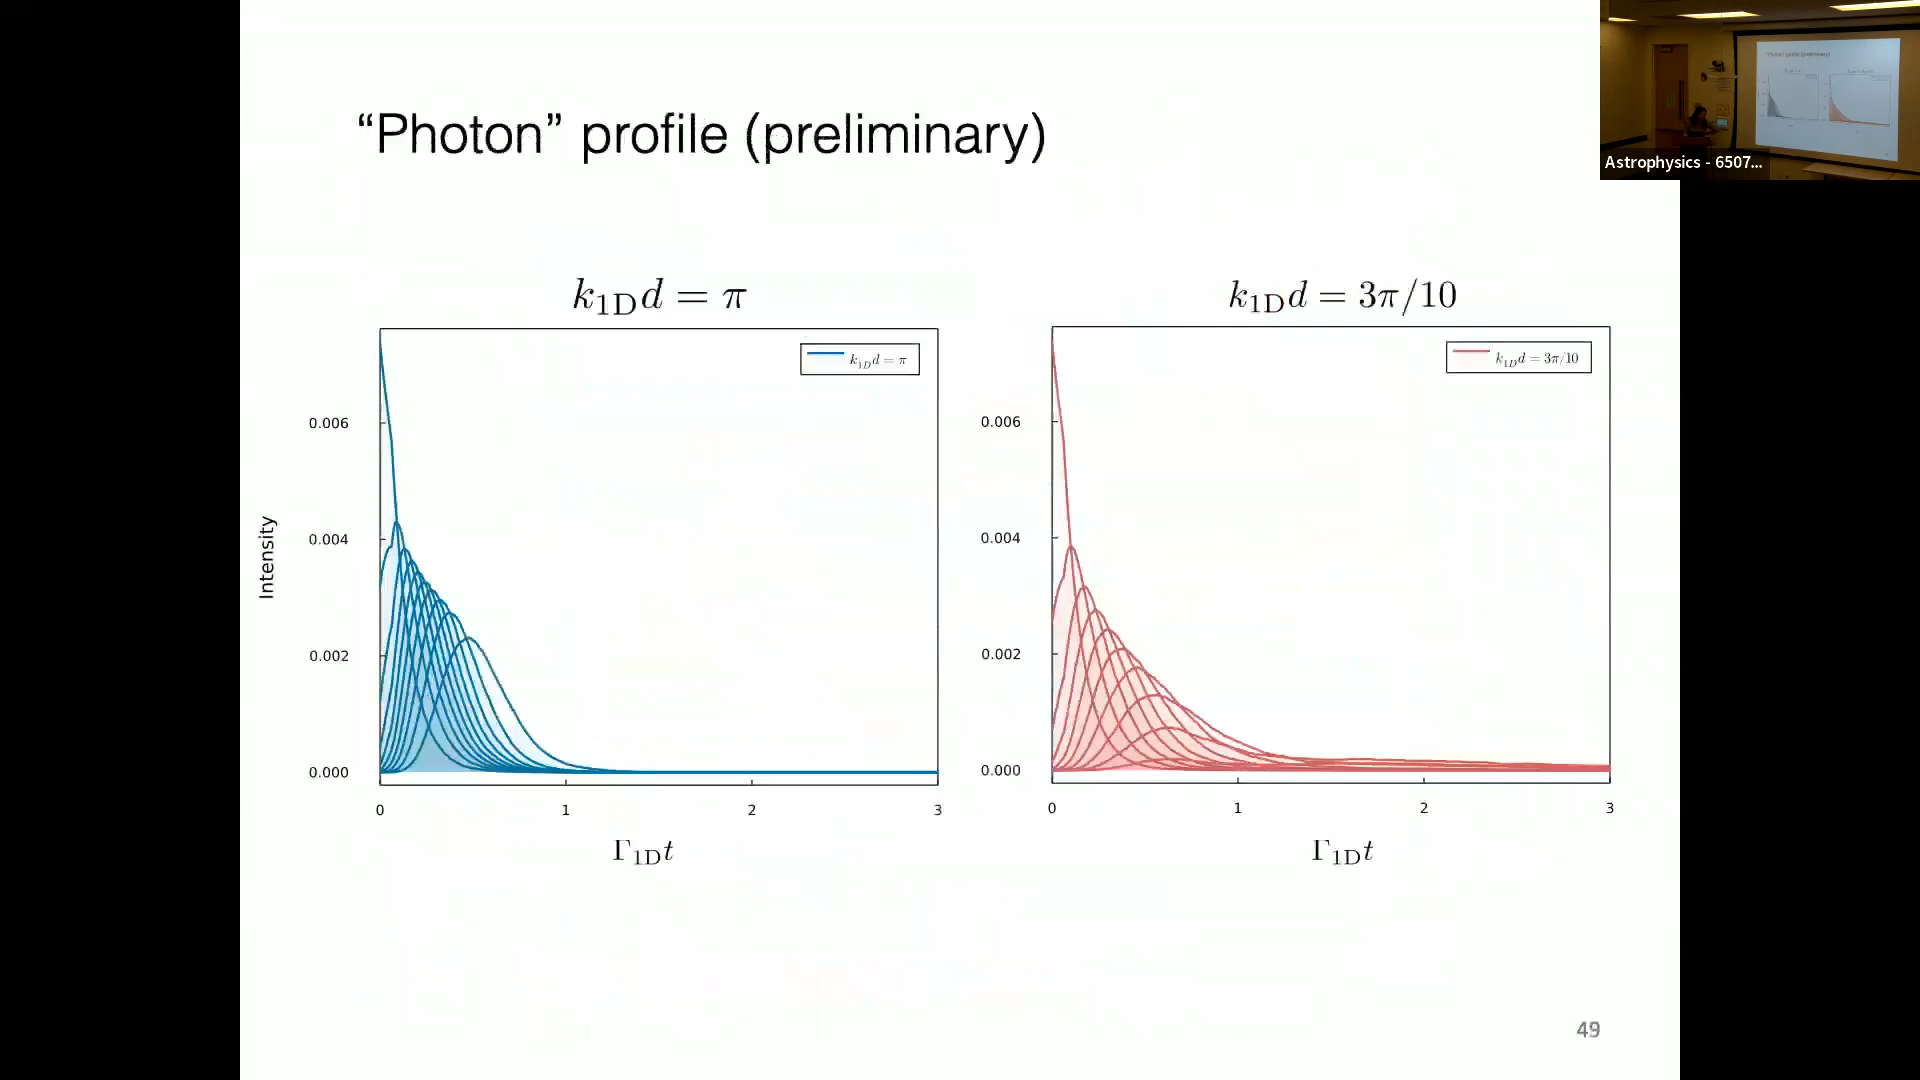 “Photon” profile (preliminary)
Astrophysics - 6507...
k1Dd = π
k1Dd = π
Intensity
0.006
0.004
0.002
0.000
0
1
2
3
Γ1Dt
k1Dd = 3π/10
k1Dd = 3π/10
0.006
0.004
0.002
0.000
0
1
2
3
Γ1Dt
49